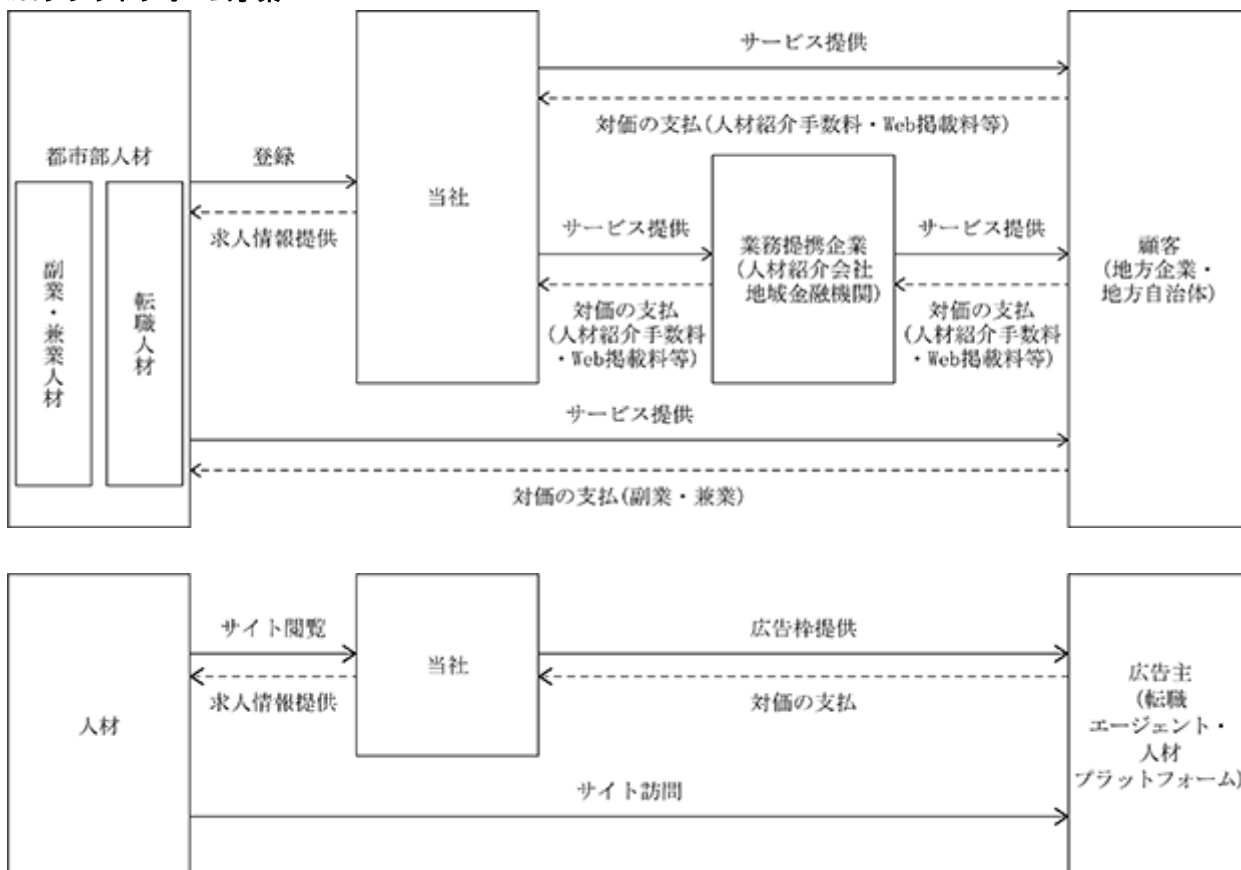 サービス提供
対価の支払(人材紹介手数料・Web掲載料等)
都市部人材
登録
求人情報提供
副業・兼業人材
転職人材
当社
サービス提供
対価の支払
(人材紹介手数料
・Web掲載料等)
業務提携企業
(人材紹介会社
地域金融機関)
サービス提供
対価の支払
(人材紹介手数料
・Web掲載料等)
顧客
(地方企業・
地方自治体)
サービス提供
対価の支払(副業・兼業)
人材
サイト閲覧
求人情報提供
当社
広告枠提供
対価の支払
サイト訪問
広告主
(転職
エージェント・
人材
プラットフォーム)